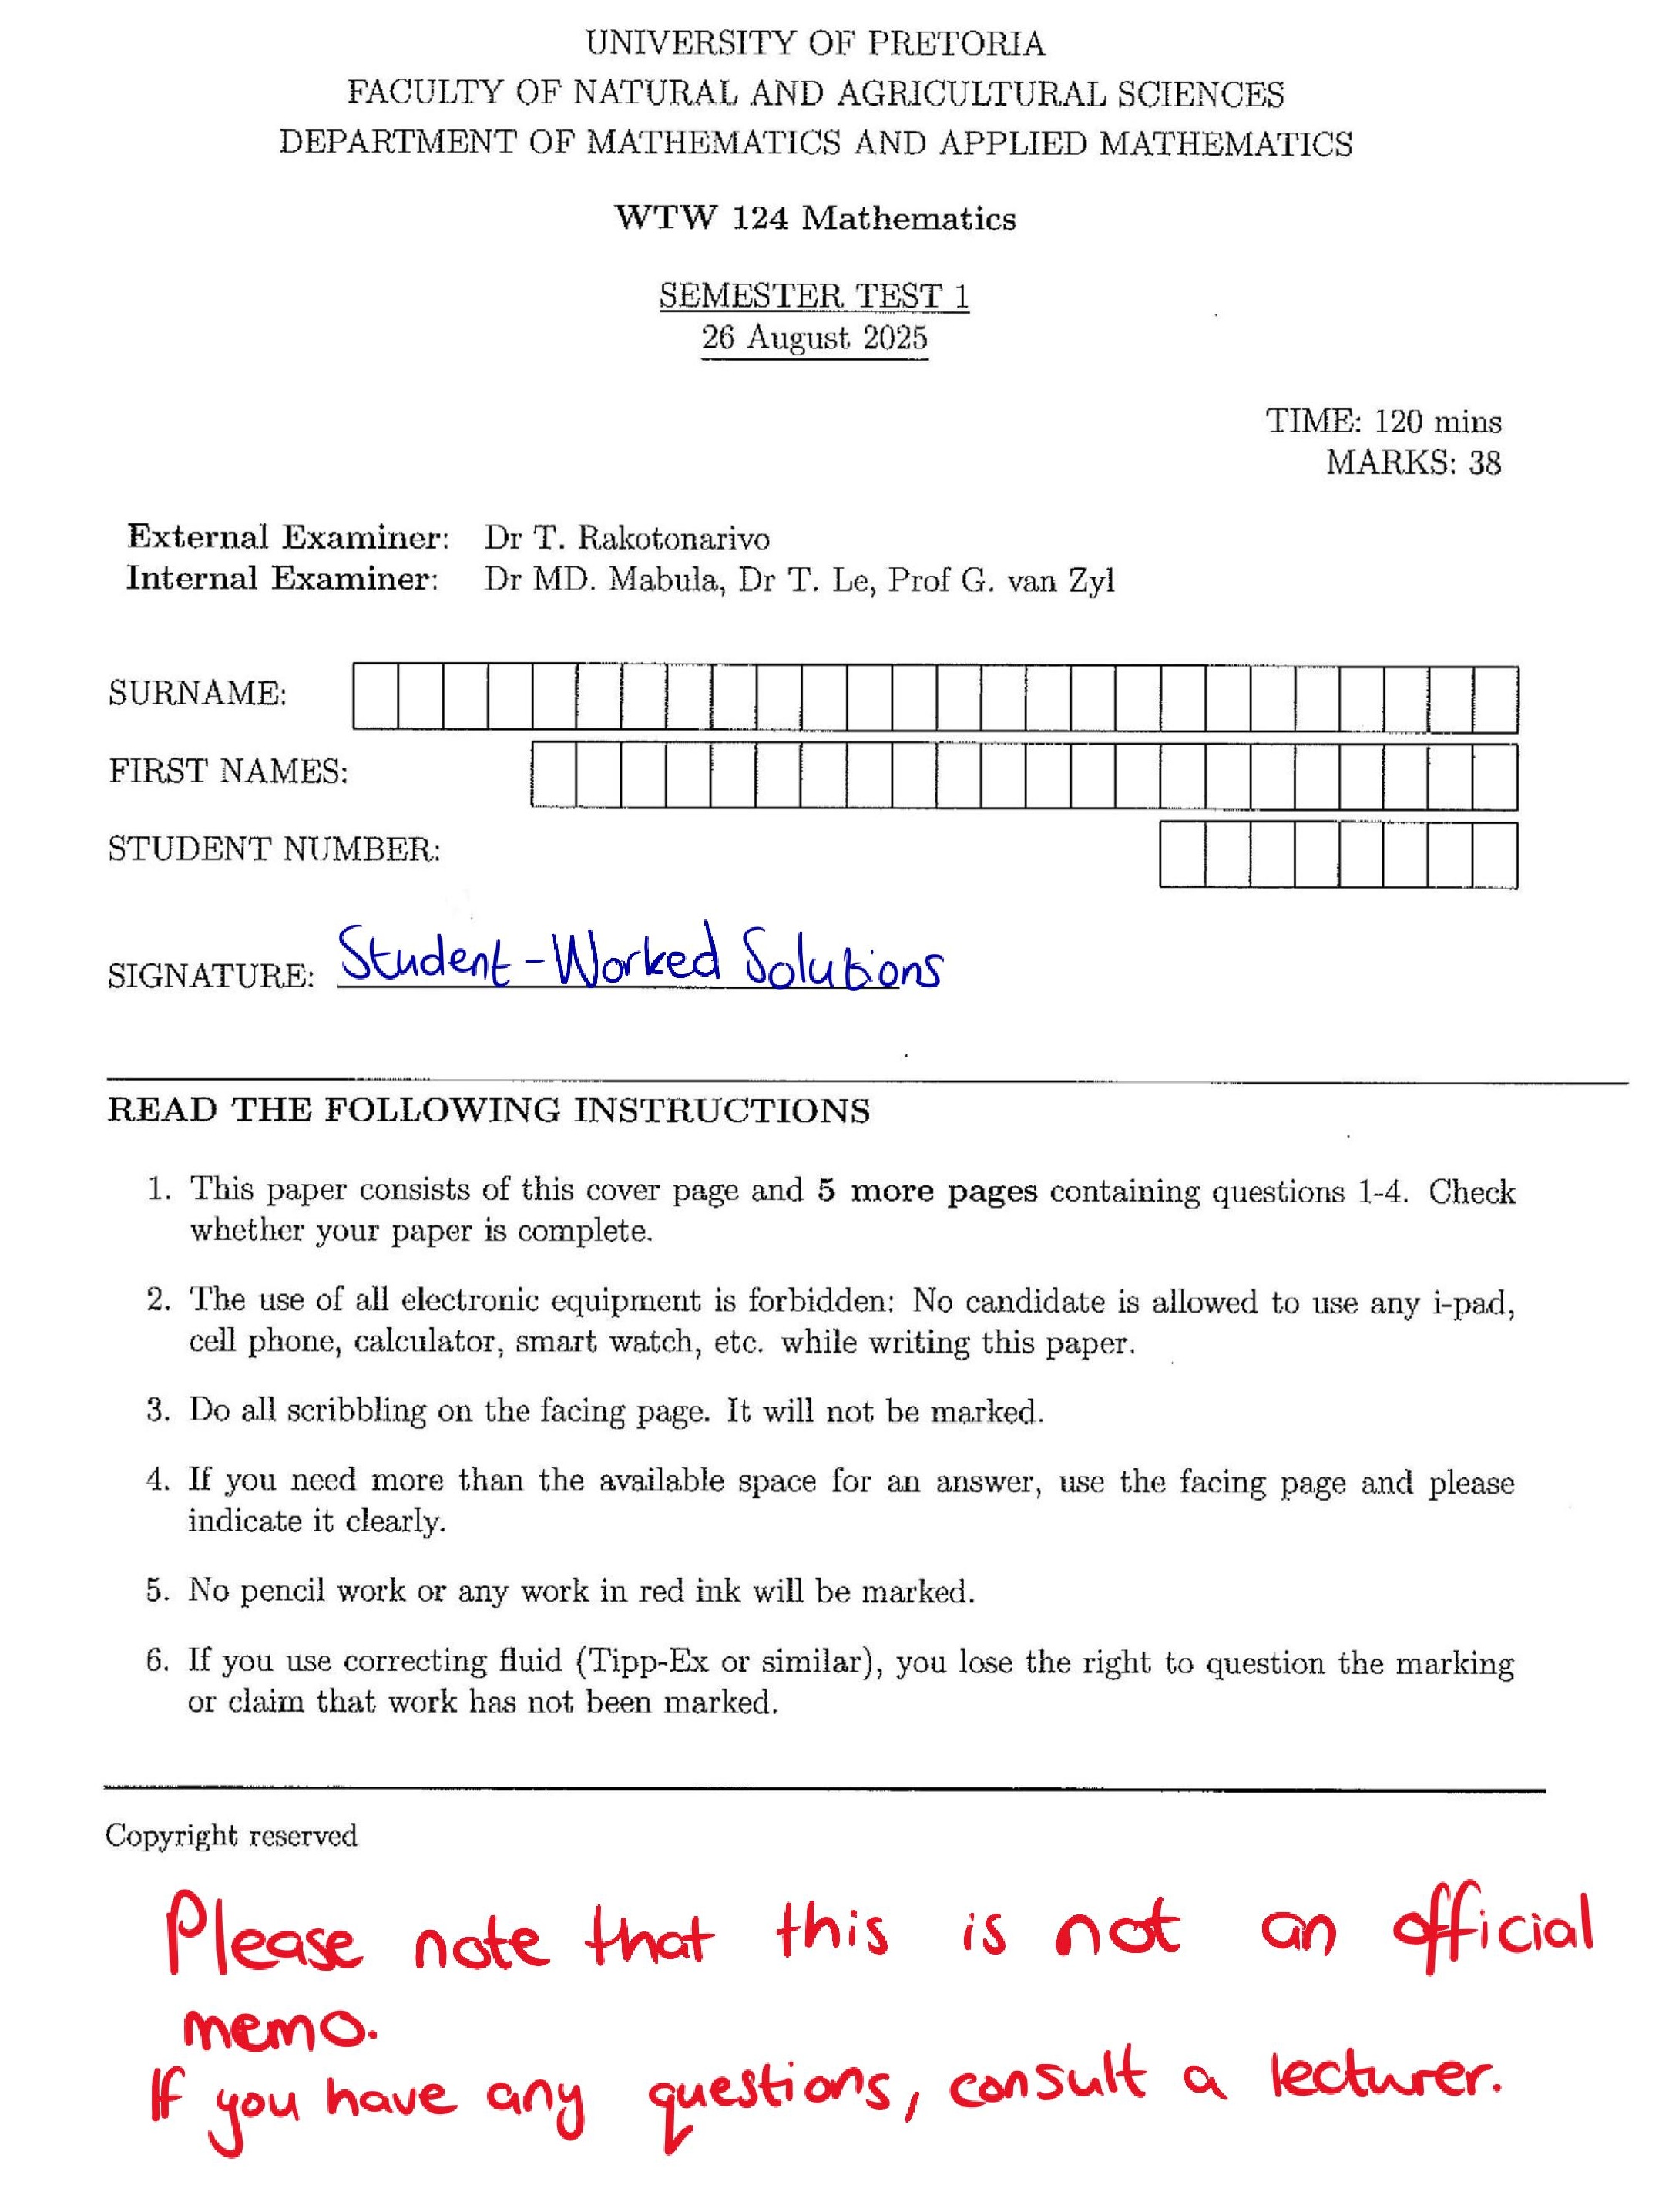 UNIVERSITY OF PRETORIA
FACULTY OF NATURAL AND AGRICULTURAL SCIENCES
DEPARTMENT OF MATHEMATICS AND APPLIED MATHEMATICS
WTW 124 Mathematics
SEMESTER TEST 1
26 August 2025
TIME: 120 mins
MARKS: 38
External Examiner: Dr T. Rakotonarivo
Internal Examiner: Dr MD. Mabula, Dr T. Le, Prof G. van Zyl
SURNAME:
FIRST NAMES:
STUDENT NUMBER:
SIGNATURE: Student-Worked Solutions
READ THE FOLLOWING INSTRUCTIONS
1. This paper consists of this cover page and 5 more pages containing questions 1-4. Check
whether your paper is complete.
2. The use of all electronic equipment is forbidden: No candidate is allowed to use any i-pad,
cell phone, calculator, smart watch, etc. while writing this paper.
3. Do all scribbling on the facing page. It will not be marked.
4. If you need more than the available space for an answer, use the facing page and please
indicate it clearly.
5. No pencil work or any work in red ink will be marked.
6. If you use correcting fluid (Tipp-Ex or similar), you lose the right to question the marking
or claim that work has not been marked.
Copyright reserved
Please note that this is not an official
memo.
If you have any questions, consult a lecturer.